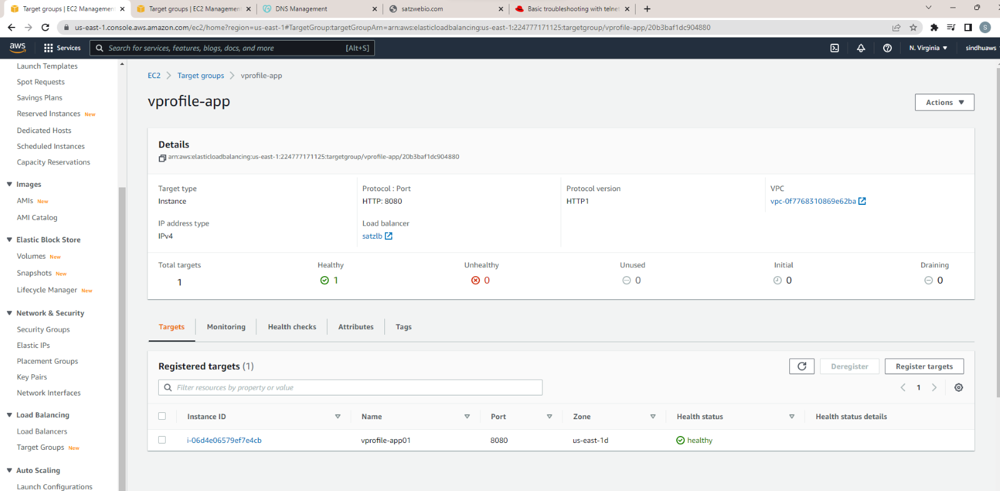 Target groups | EC2 Management
Target groups | EC2 Management
DNS Management
satzwebio.com
Basic troubleshooting with telnet
us-east-1.console.aws.amazon.com/ec2/home?region=us-east-1#TargetGroup:targetGroupArn=arn:aws:elasticloadbalancing:us-east-1:224777171125:targetgroup/vprofile-app/20b3baf1dc904880
S
aws
Services
Search for services, features, blogs, docs, and more
[Alt+S]
N. Virginia
sindhuaws
Launch Templates
Spot Requests
Savings Plans
Reserved Instances New
Dedicated Hosts
Scheduled Instances
Capacity Reservations
Images
AMIs New
AMI Catalog
Elastic Block Store
Volumes New
Snapshots New
Lifecycle Manager New
Network & Security
Security Groups
Elastic IPs
Placement Groups
Key Pairs
Network Interfaces
Load Balancing
Load Balancers
Target Groups New
Auto Scaling
Launch Configurations
EC2 > Target groups > vprofile-app
vprofile-app
Actions
Details
arn:aws:elasticloadbalancing:us-east-1:224777171125:targetgroup/vprofile-app/20b3baf1dc904880
Target type
Instance
Protocol : Port
HTTP: 8080
Protocol version
HTTP1
VPC
vpc-0f7768310869e62ba
IP address type
IPv4
Load balancer
satzlb
Total targets
1
Healthy
1
Unhealthy
0
Unused
0
Initial
0
Draining
0
Targets
Monitoring
Health checks
Attributes
Tags
Registered targets (1)
Deregister
Register targets
Filter resources by property or value
1
Instance ID
Name
Port
Zone
Health status
Health status details
i-06d4e06579ef7e4cb
vprofile-app01
8080
us-east-1d
healthy